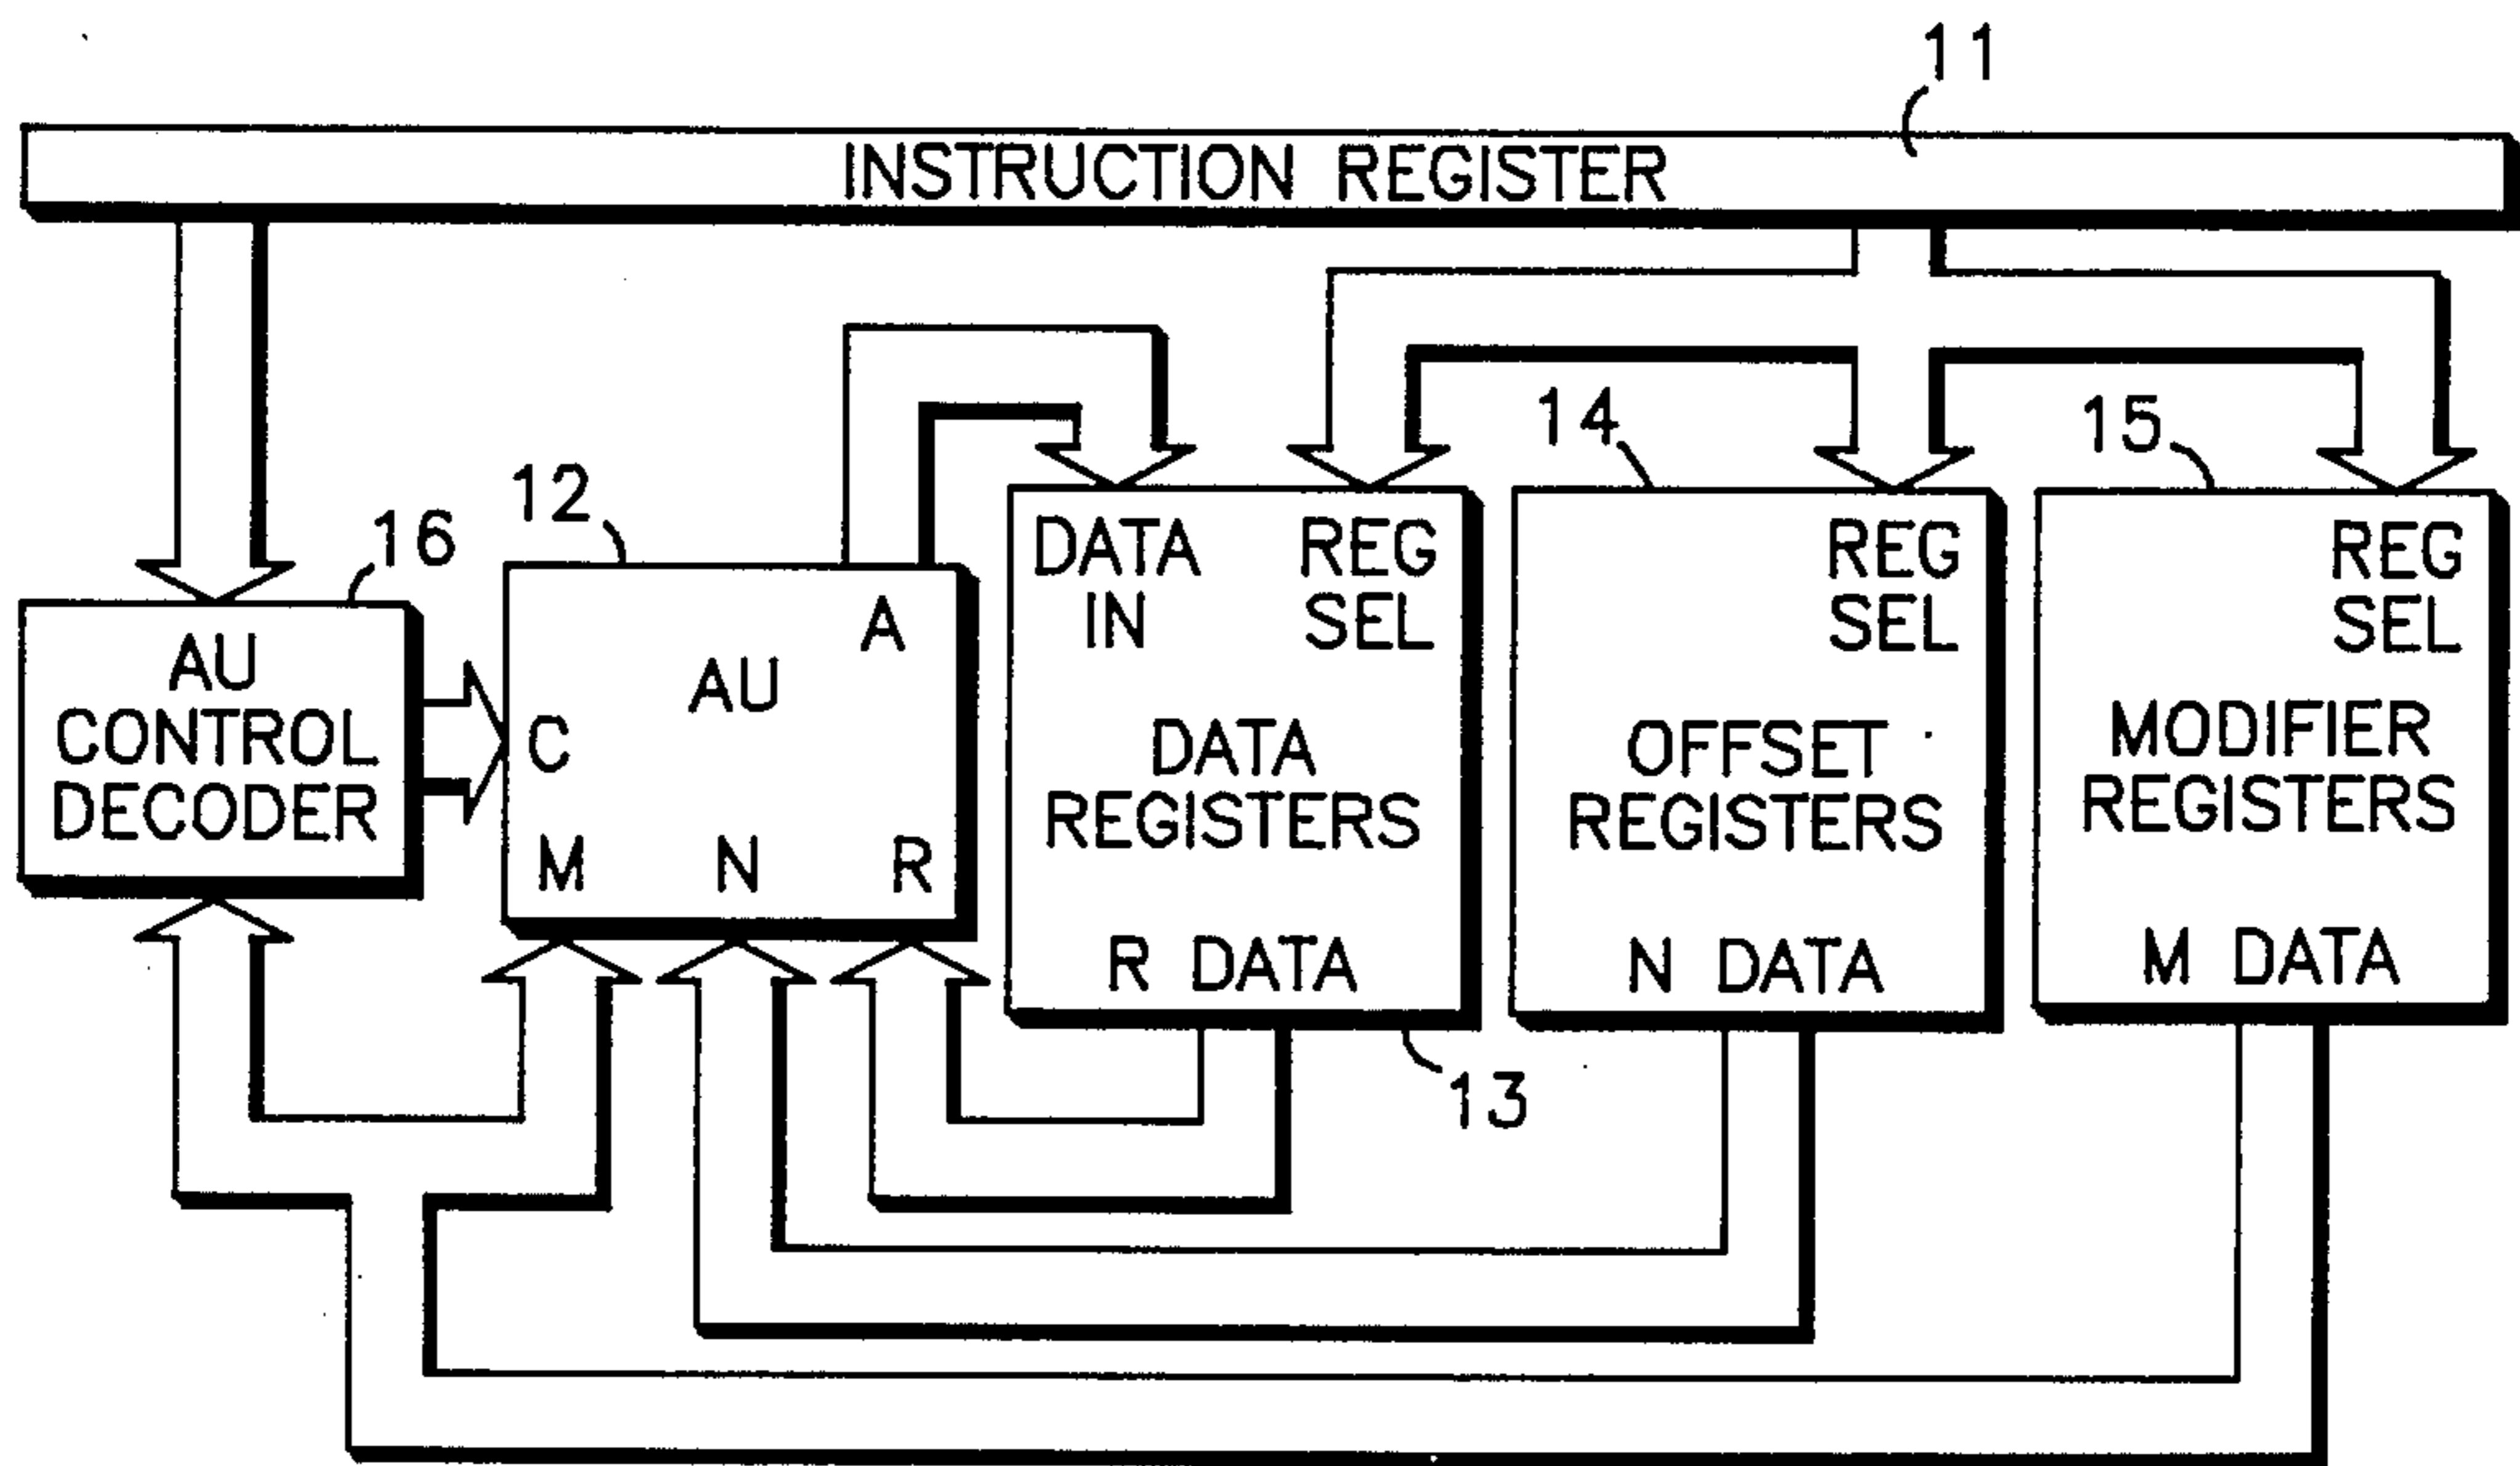 11
INSTRUCTION REGISTER
16
AU
CONTROL
DECODER
12
A
AU
C
M N R
DATA
IN
REG
SEL
DATA
REGISTERS
R DATA
13
14
REG
SEL
OFFSET
REGISTERS
N DATA
15
REG
SEL
MODIFIER
REGISTERS
M DATA